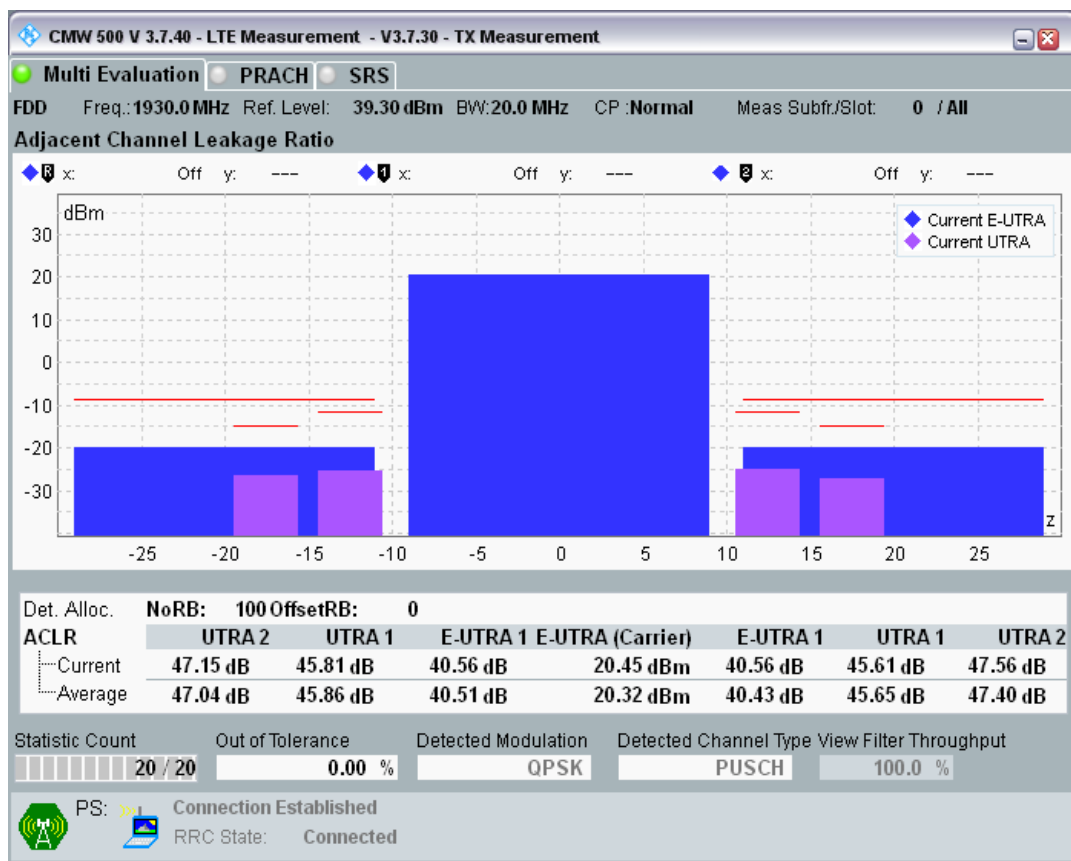 CMW 500 V 3.7.40 - LTE Measurement - V3.7.30 - TX Measurement
Multi Evaluation PRACH SRS
FDD Freq.: 1930.0 MHz Ref. Level: 39.30 dBm BW: 20.0 MHz CP : Normal Meas Subfr./Slot: 0 / All
Adjacent Channel Leakage Ratio
R x: Off y: --- 1 x: Off y: --- 2 x: Off y: ---
dBm
Current E-UTRA
Current UTRA
30
20
10
0
-10
-20
-30
z
-25 -20 -15 -10 -5 0 5 10 15 20 25
Det. Alloc. NoRB: 100 OffsetRB: 0
ACLR UTRA 2 UTRA 1 E-UTRA 1 E-UTRA (Carrier) E-UTRA 1 UTRA 1 UTRA 2
Current 47.15 dB 45.81 dB 40.56 dB 20.45 dBm 40.56 dB 45.61 dB 47.56 dB
Average 47.04 dB 45.86 dB 40.51 dB 20.32 dBm 40.43 dB 45.65 dB 47.40 dB
Statistic Count Out of Tolerance Detected Modulation Detected Channel Type View Filter Throughput
20 / 20 0.00 % QPSK PUSCH 100.0 %
PS: Connection Established
RRC State: Connected